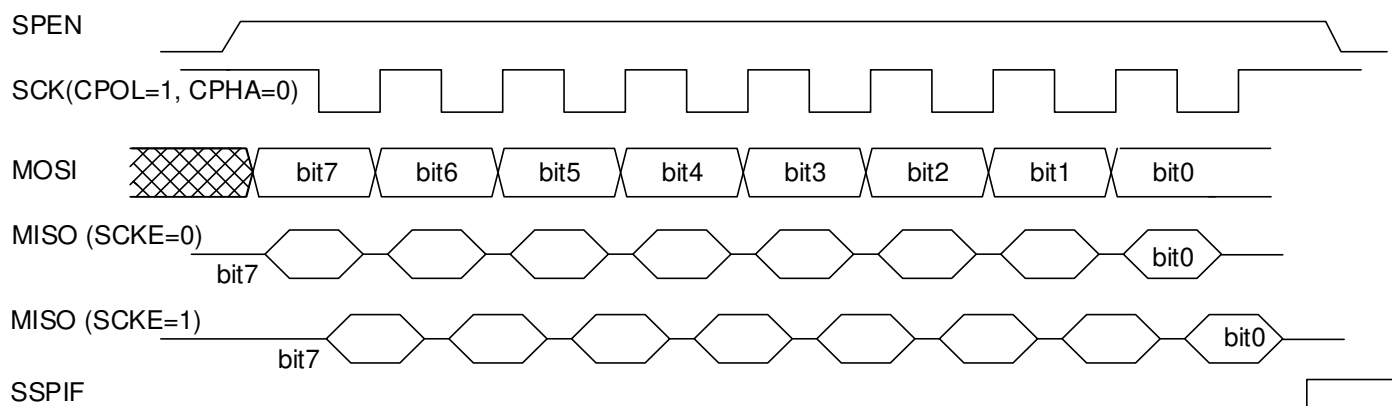 SPEN
SCK(CPOL=1, CPHA=0)
MOSI bit7 bit6 bit5 bit4 bit3 bit2 bit1 bit0
MISO (SCKE=0)
bit7 bit0
MISO (SCKE=1)
bit7 bit0
SSPIF